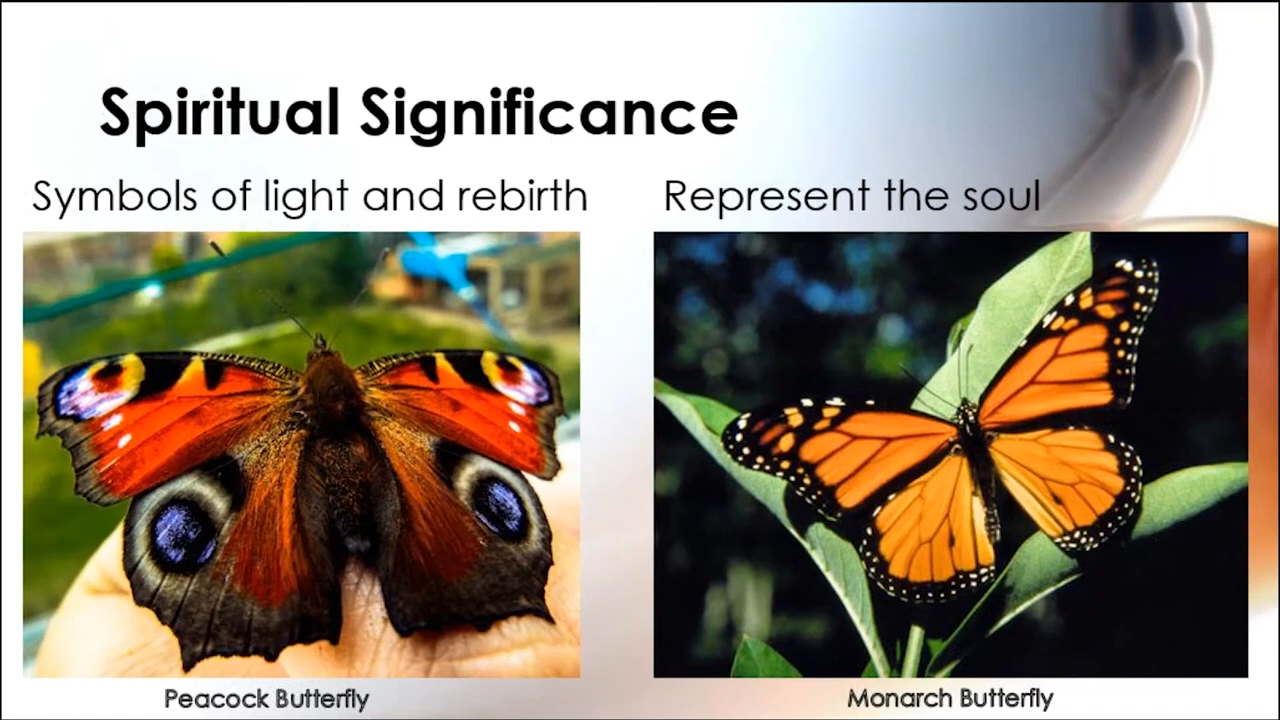 Spiritual Significance
Symbols of light and rebirth
Represent the soul
Peacock Butterfly
Monarch Butterfly